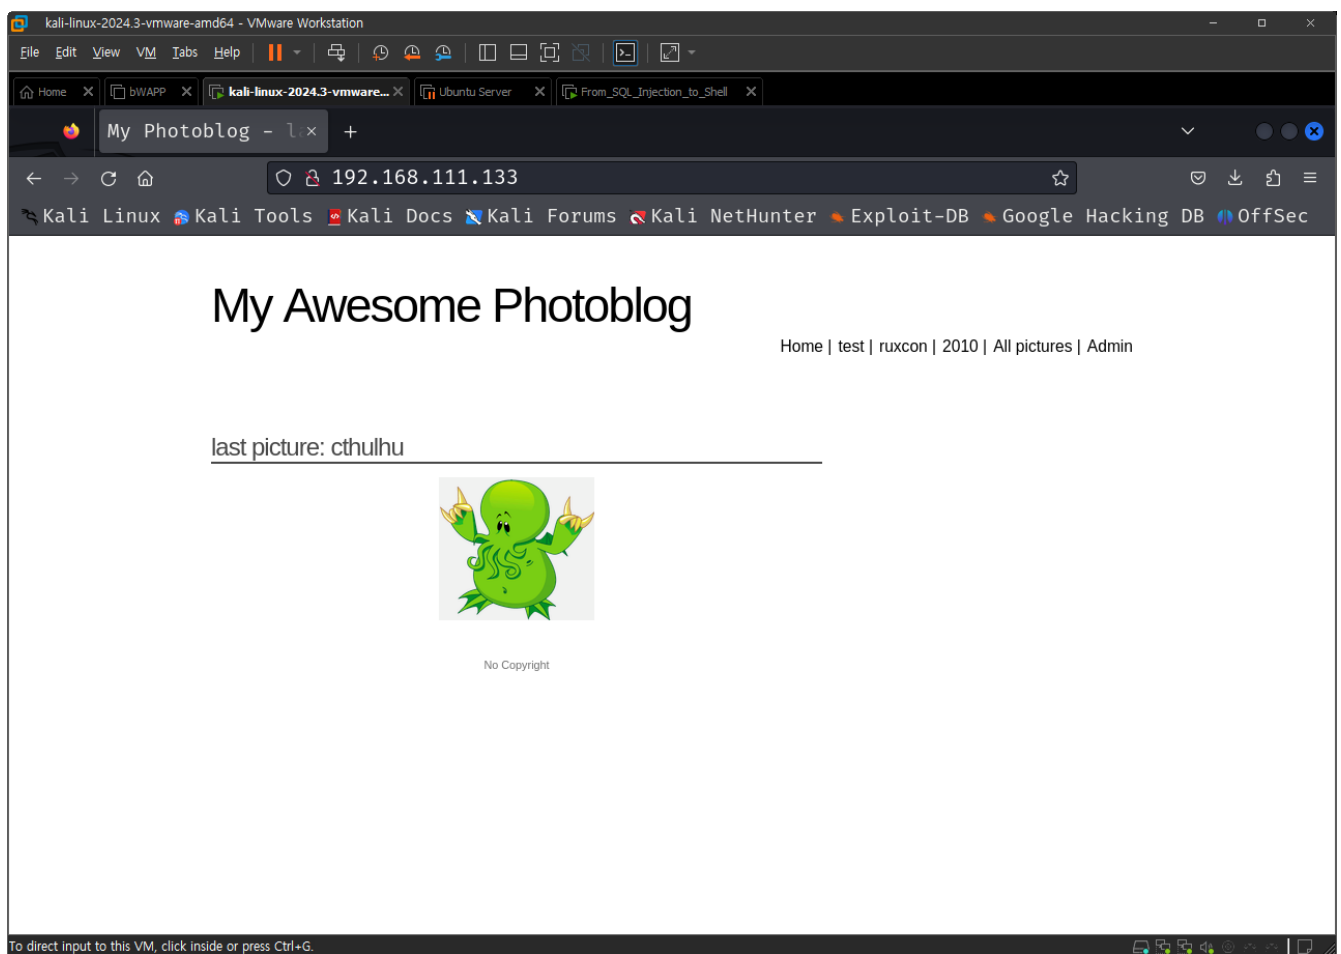 kali-linux-2024.3-vmware-amd64 - VMware Workstation
File Edit View VM Tabs Help
Home bWAPP kali-linux-2024.3-vmware... Ubuntu Server From_SQL_Injection_to_Shell
My Photoblog –
192.168.111.133
Kali Linux Kali Tools Kali Docs Kali Forums Kali NetHunter Exploit-DB Google Hacking DB OffSec
My Awesome Photoblog
Home | test | ruxcon | 2010 | All pictures | Admin
last picture: cthulhu
No Copyright
To direct input to this VM, click inside or press Ctrl+G.